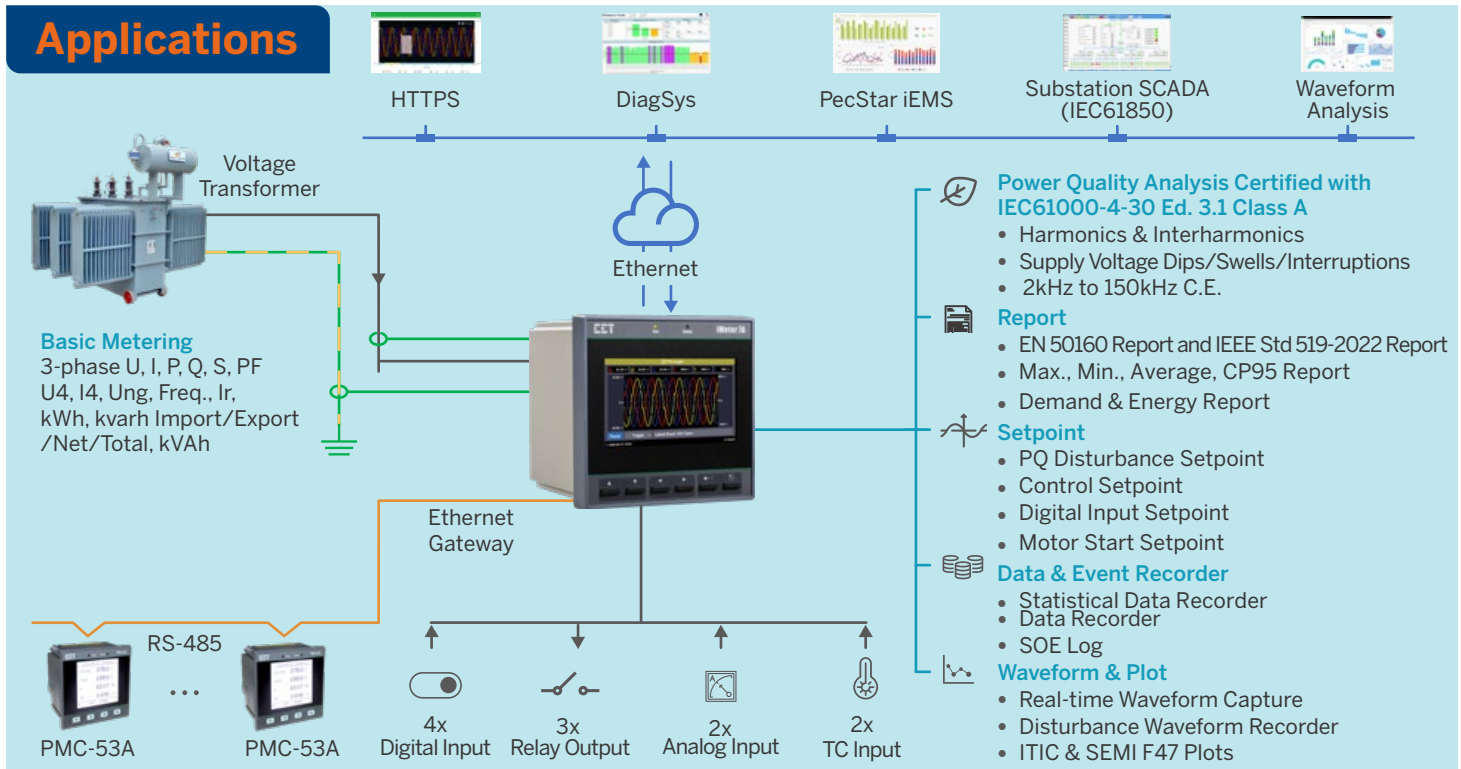 Applications
HTTPS
DiagSys
PecStar iEMS
Substation SCADA
(IEC61850)
Waveform
Analysis
Voltage
Transformer
Ethernet
Basic Metering
3-phase U, I, P, Q, S, PF
U4, I4, Ung, Freq., Ir,
kWh, kvarh Import/Export
/Net/Total, kVAh
CET
Ethernet
Gateway
RS-485
...
PMC-53A
PMC-53A
4x
Digital Input
3x
Relay Output
2x
Analog Input
2x
TC Input
Power Quality Analysis Certified with
IEC61000-4-30 Ed. 3.1 Class A
• Harmonics & Interharmonics
• Supply Voltage Dips/Swells/Interruptions
• 2kHz to 150kHz C.E.
Report
• EN 50160 Report and IEEE Std 519-2022 Report
• Max., Min., Average, CP95 Report
• Demand & Energy Report
Setpoint
• PQ Disturbance Setpoint
• Control Setpoint
• Digital Input Setpoint
• Motor Start Setpoint
Data & Event Recorder
• Statistical Data Recorder
• Data Recorder
• SOE Log
Waveform & Plot
• Real-time Waveform Capture
• Disturbance Waveform Recorder
• ITIC & SEMI F47 Plots